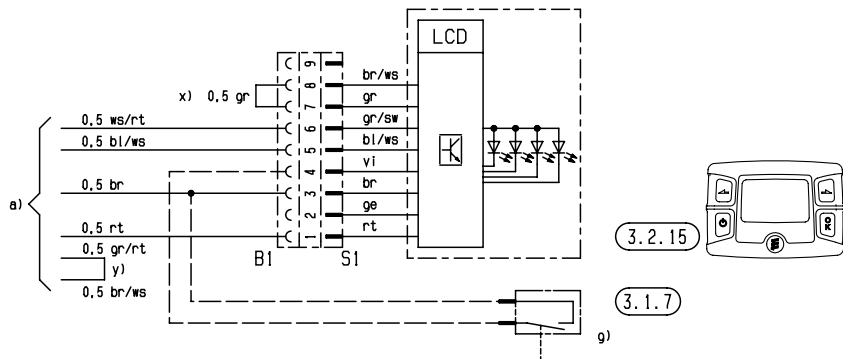 LCD
9
8
7
6
5
4
3
2
1
br/ws
gr
gr/sw
bl/ws
vi
br
ge
rt
x) 0,5 gr
0,5 ws/rt
0,5 bl/ws
a)
0,5 br
0,5 rt
0,5 gr/rt
y)
0,5 br/ws
B1
S1
3.2.15
OK
3.1.7
g)